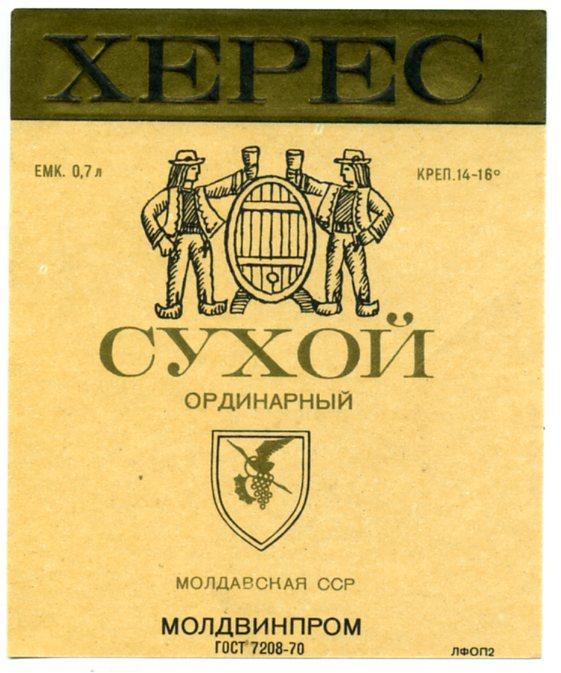 ХЕРЕС
ЕМК. 0,7 л
КРЕП.14-16°
СУХОЙ
ОРДИНАРНЫЙ
МОЛДАВСКАЯ ССР
МОЛДВИНПРОМ
ГОСТ 7208-70
ЛФОП2